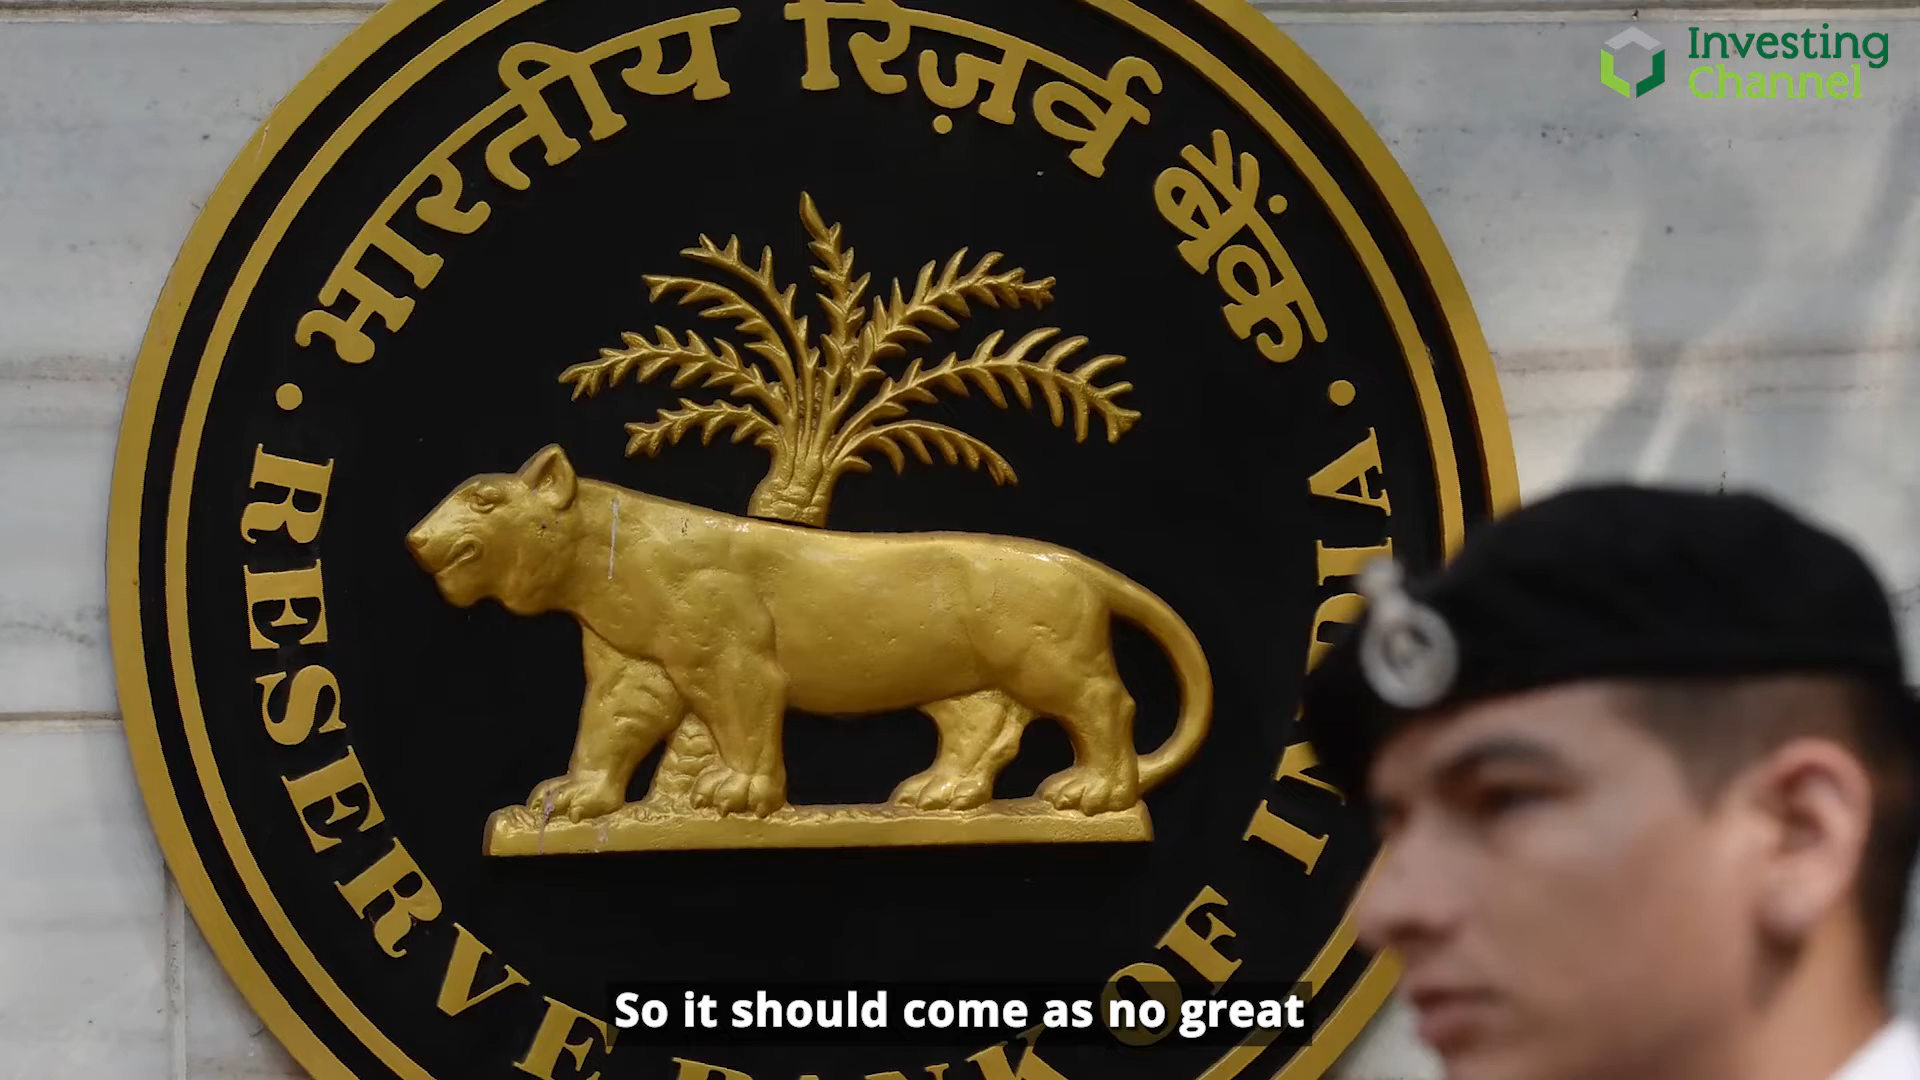 Investing
Channel
भारतीय रिज़र्व बैंक
RESERVE BANK OF INDIA
So it should come as no great